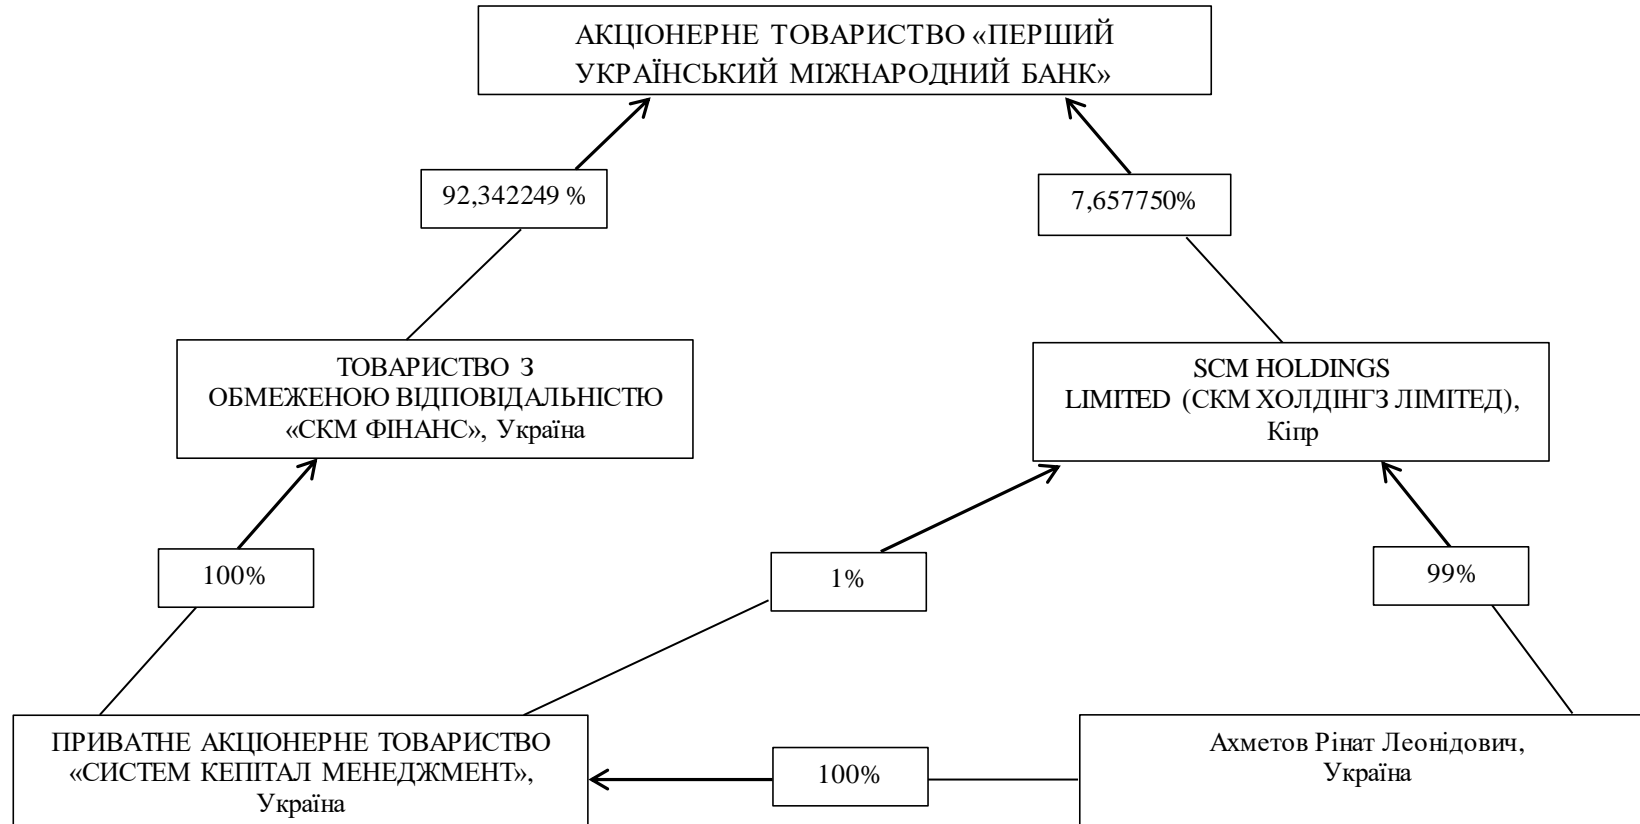 АКЦІОНЕРНЕ ТОВАРИСТВО «ПЕРШИЙ
УКРАЇНСЬКИЙ МІЖНАРОДНИЙ БАНК»
92,342249 %
7,657750%
ТОВАРИСТВО З
ОБМЕЖЕНОЮ ВІДПОВІДАЛЬНІСТЮ
«СКМ ФІНАНС», Україна
SCM HOLDINGS
LIMITED (СКМ ХОЛДІНГЗ ЛІМІТЕД),
Кіпр
100%
1%
99%
ПРИВАТНЕ АКЦІОНЕРНЕ ТОВАРИСТВО
«СИСТЕМ КЕПІТАЛ МЕНЕДЖМЕНТ»,
Україна
100%
Ахметов Рінат Леонідович,
Україна